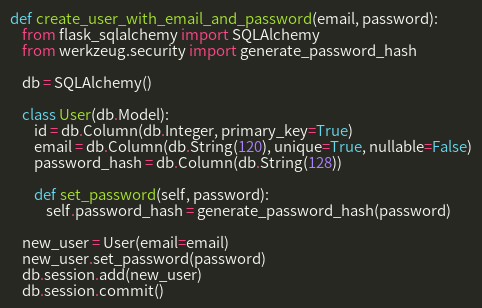 def create_user_with_email_and_password(email, password):
from flask_sqlalchemy import SQLAlchemy
from werkzeug.security import generate_password_hash
db = SQLAlchemy()
class User(db.Model):
id = db.Column(db.Integer, primary_key=True)
email = db.Column(db.String(120), unique=True, nullable=False)
password_hash = db.Column(db.String(128))
def set_password(self, password):
self.password_hash = generate_password_hash(password)
new_user = User(email=email)
new_user.set_password(password)
db.session.add(new_user)
db.session.commit()